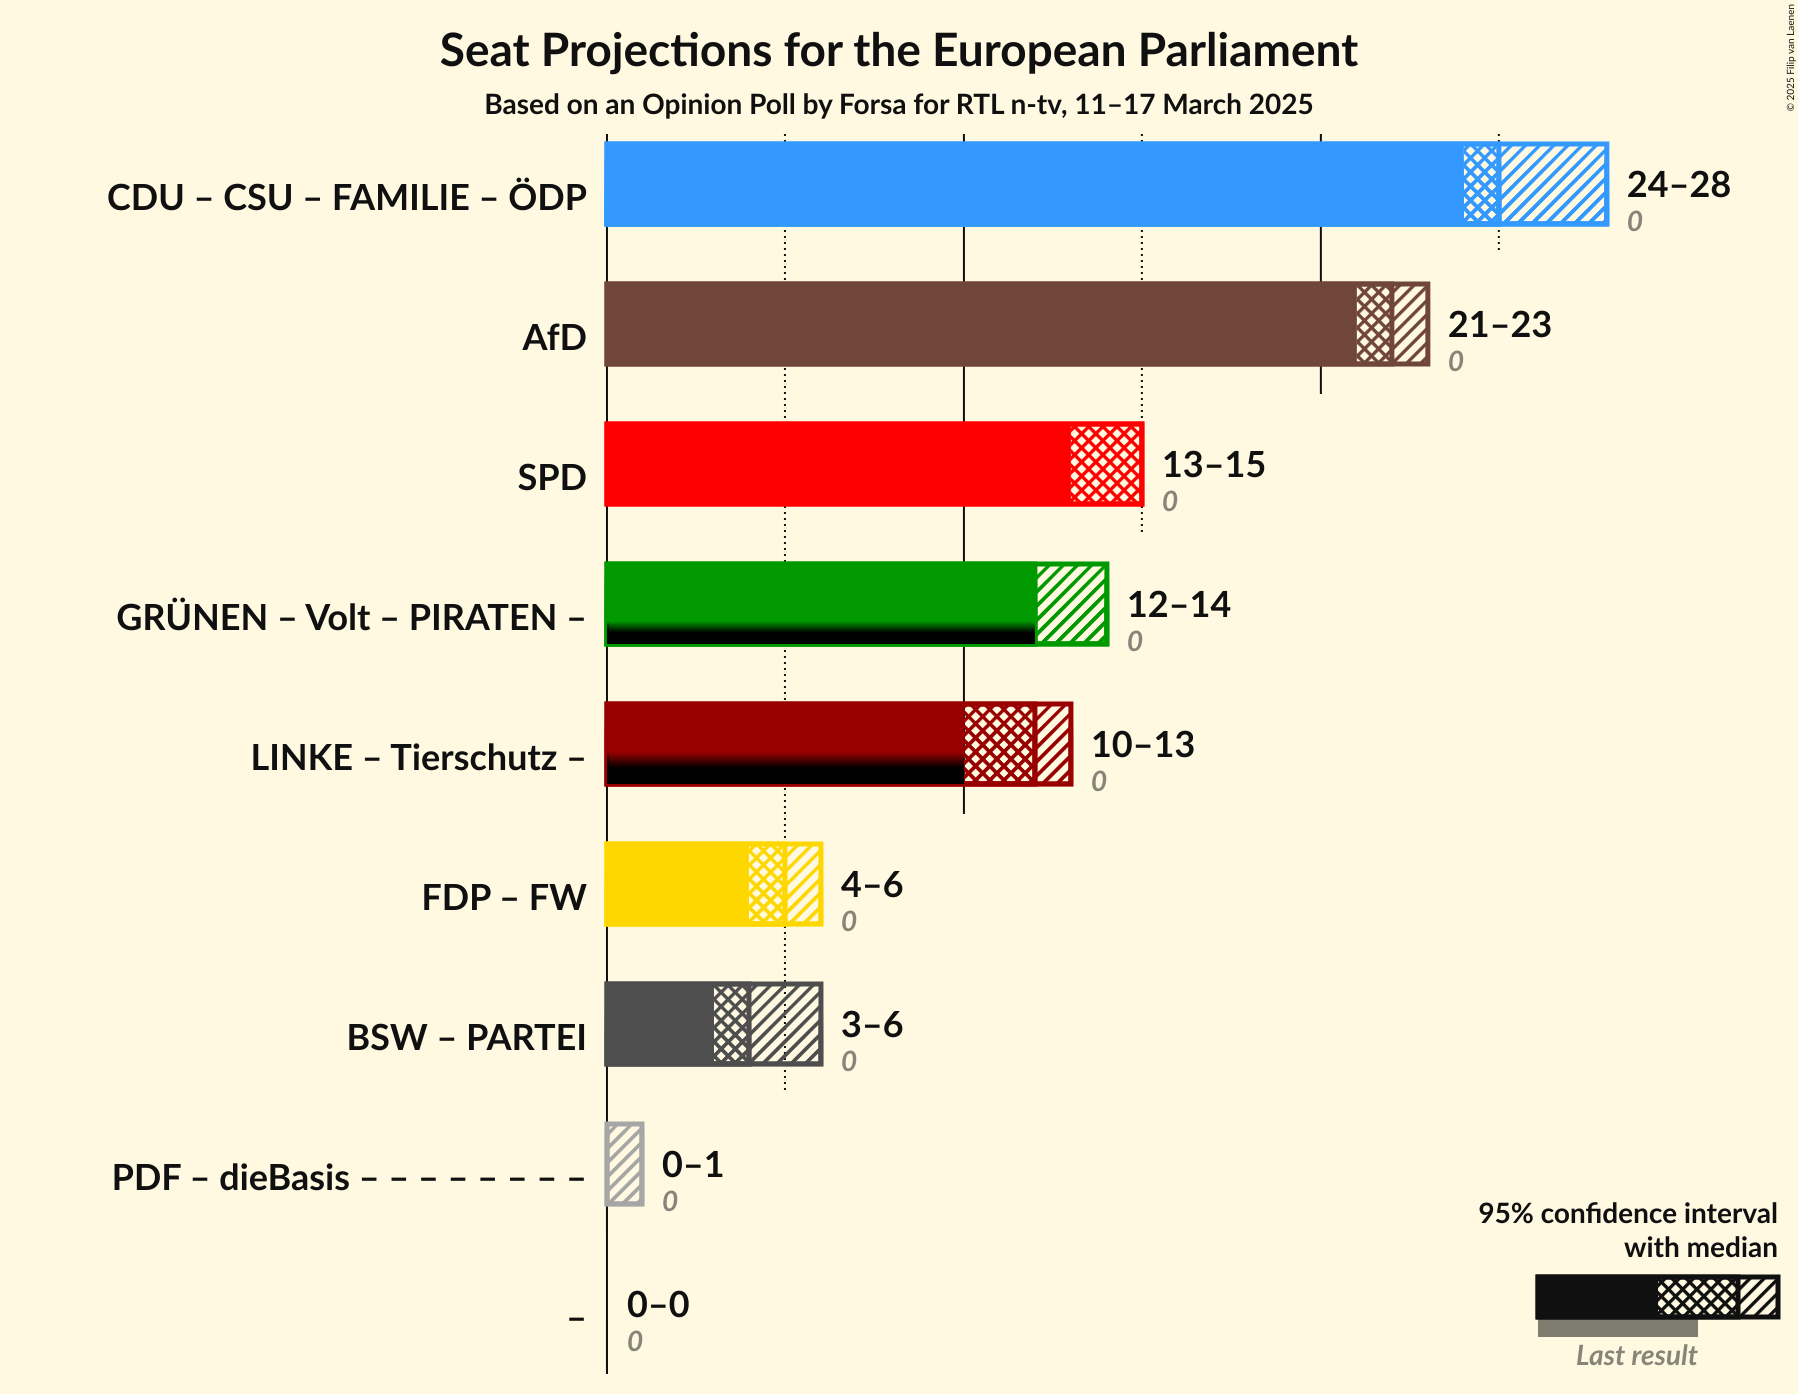 Seat Projections for the European Parliament
Based on an Opinion Poll by Forsa for RTL n-tv, 11–17 March 2025
© 2025 Filip van Laenen
CDU – CSU – FAMILIE – ÖDP
24–28
0
AfD
21–23
0
SPD
13–15
0
GRÜNEN – Volt – PIRATEN –
12–14
0
LINKE – Tierschutz –
10–13
0
FDP – FW
4–6
0
BSW – PARTEI
3–6
0
PDF – dieBasis – – – – – – – –
0–1
0
–
0–0
0
95% confidence interval
with median
Last result